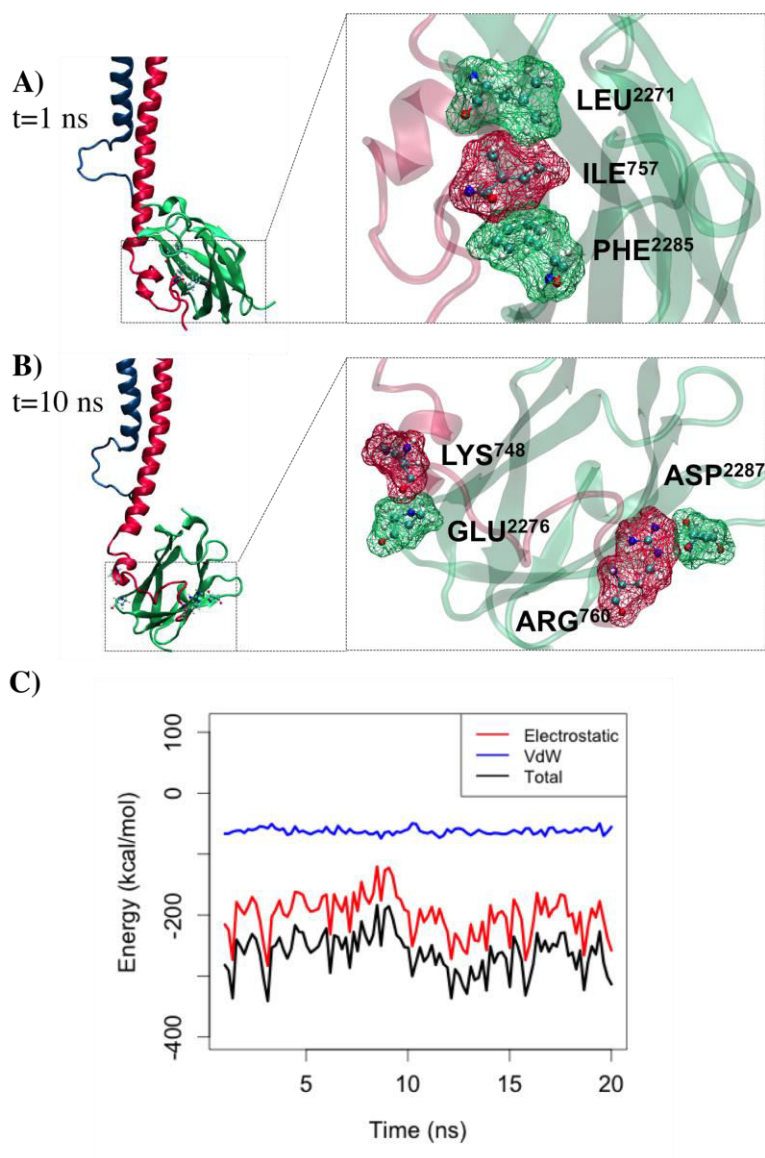 A)
t=1 ns
LEU2271
ILE757
PHE2285
B)
t=10 ns
LYS748
ASP2287
GLU2276
ARG760
C)
Electrostatic
VdW
Total
Energy (kcal/mol)
100
0
-200
-400
5 10 15 20
Time (ns)